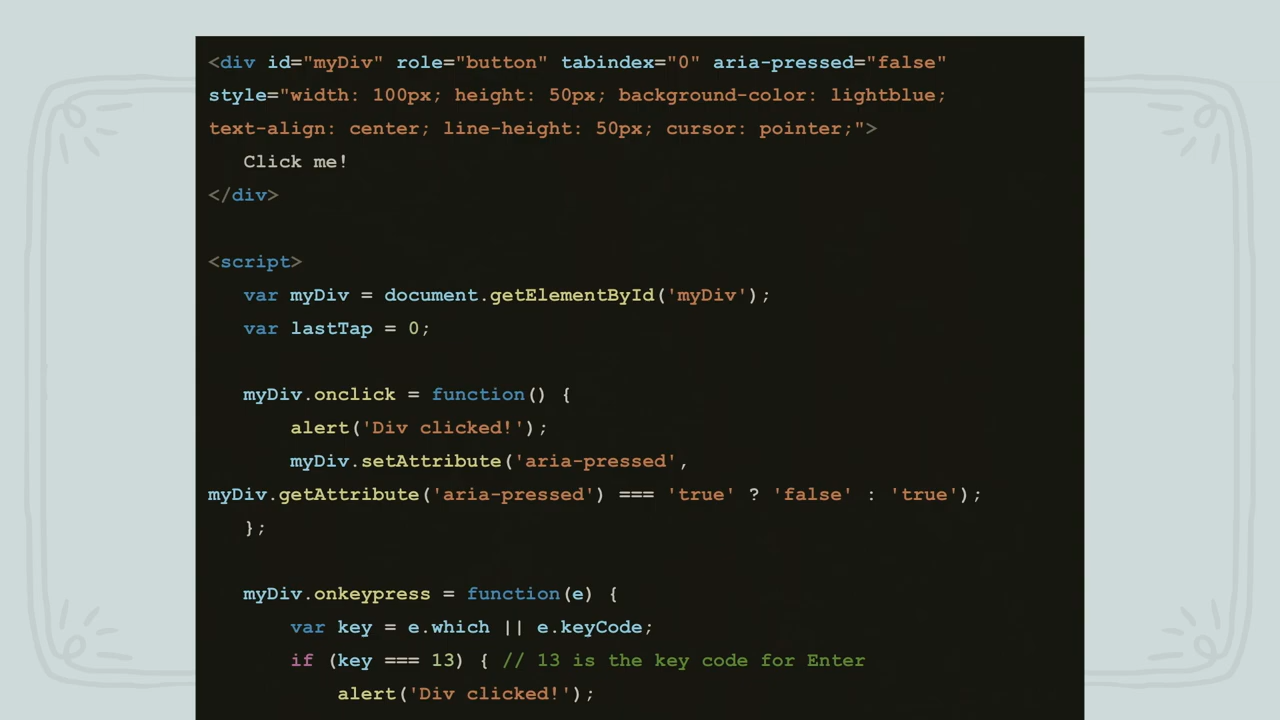 <div id="myDiv" role="button" tabindex="0" aria-pressed="false"
style="width: 100px; height: 50px; background-color: lightblue;
text-align: center; line-height: 50px; cursor: pointer;">
Click me!
</div>
<script>
var myDiv = document.getElementById('myDiv');
var lastTap = 0;
myDiv.onclick = function() {
alert('Div clicked!');
myDiv.setAttribute('aria-pressed',
myDiv.getAttribute('aria-pressed') === 'true' ? 'false' : 'true');
};
myDiv.onkeypress = function(e) {
var key = e.which || e.keyCode;
if (key === 13) { // 13 is the key code for Enter
alert('Div clicked!');